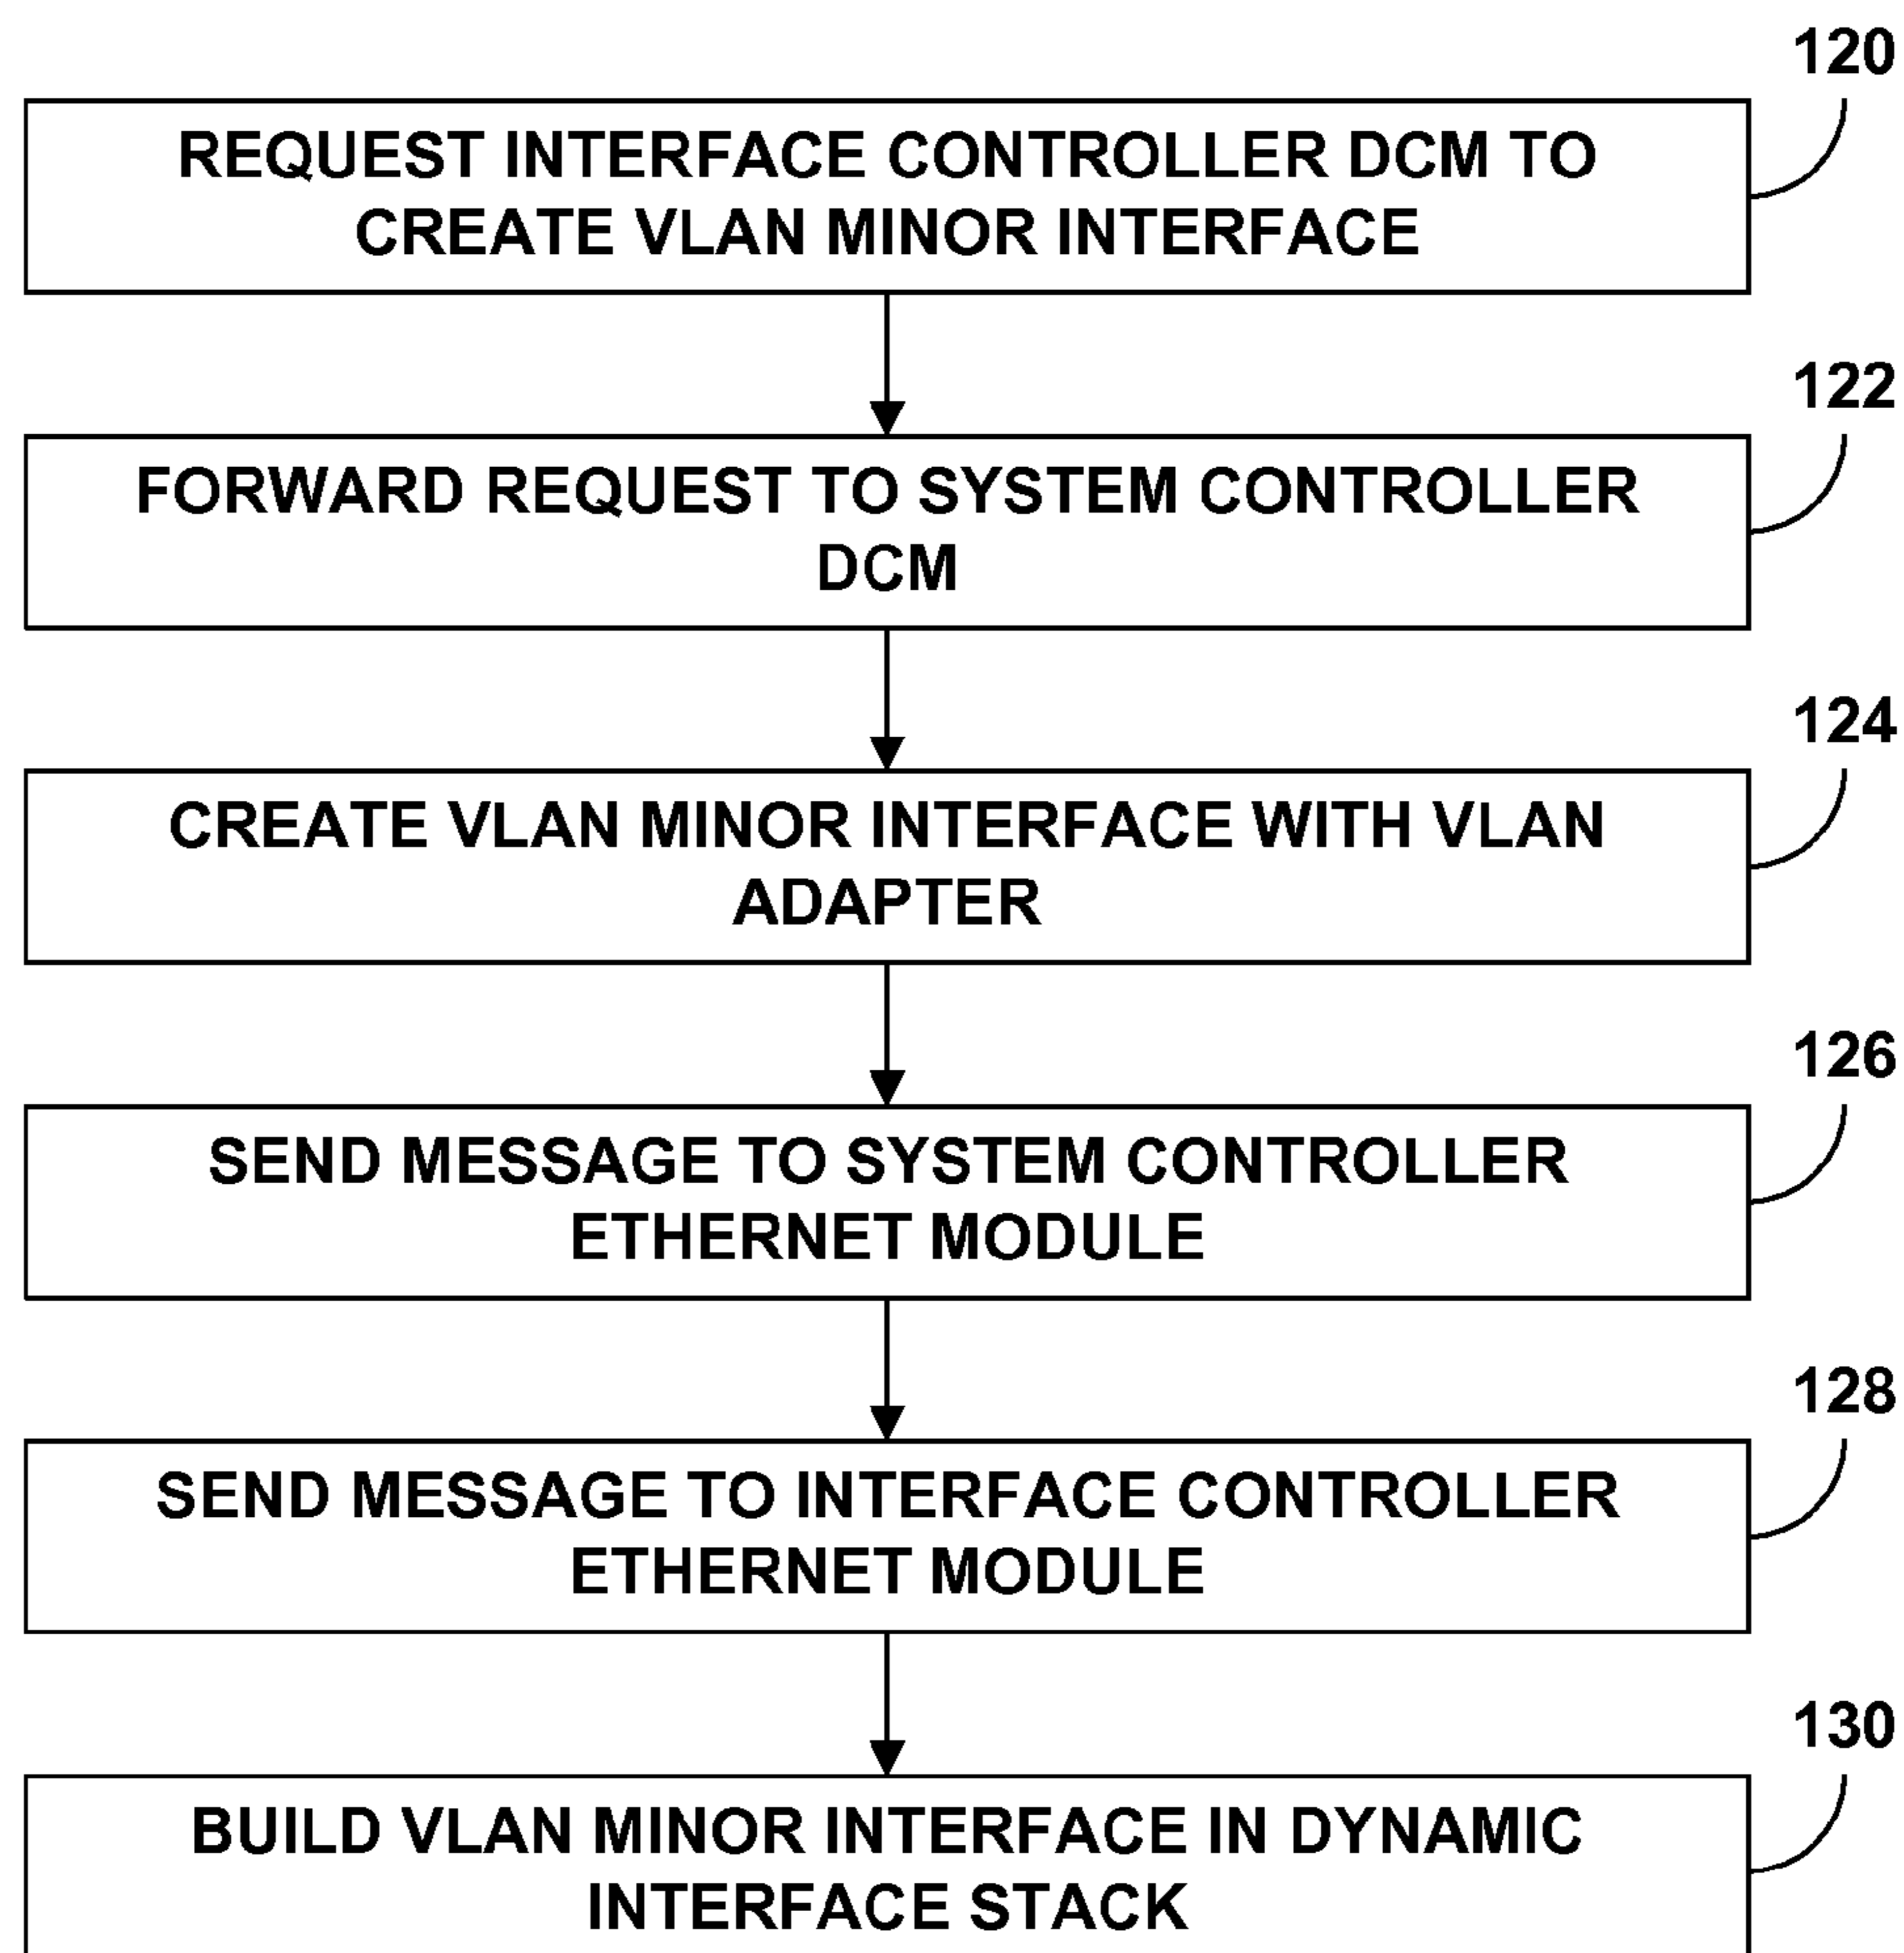 120
REQUEST INTERFACE CONTROLLER DCM TO
CREATE VLAN MINOR INTERFACE
122
FORWARD REQUEST TO SYSTEM CONTROLLER
DCM
124
CREATE VLAN MINOR INTERFACE WITH VLAN
ADAPTER
126
SEND MESSAGE TO SYSTEM CONTROLLER
ETHERNET MODULE
128
SEND MESSAGE TO INTERFACE CONTROLLER
ETHERNET MODULE
130
BUILD VLAN MINOR INTERFACE IN DYNAMIC
INTERFACE STACK